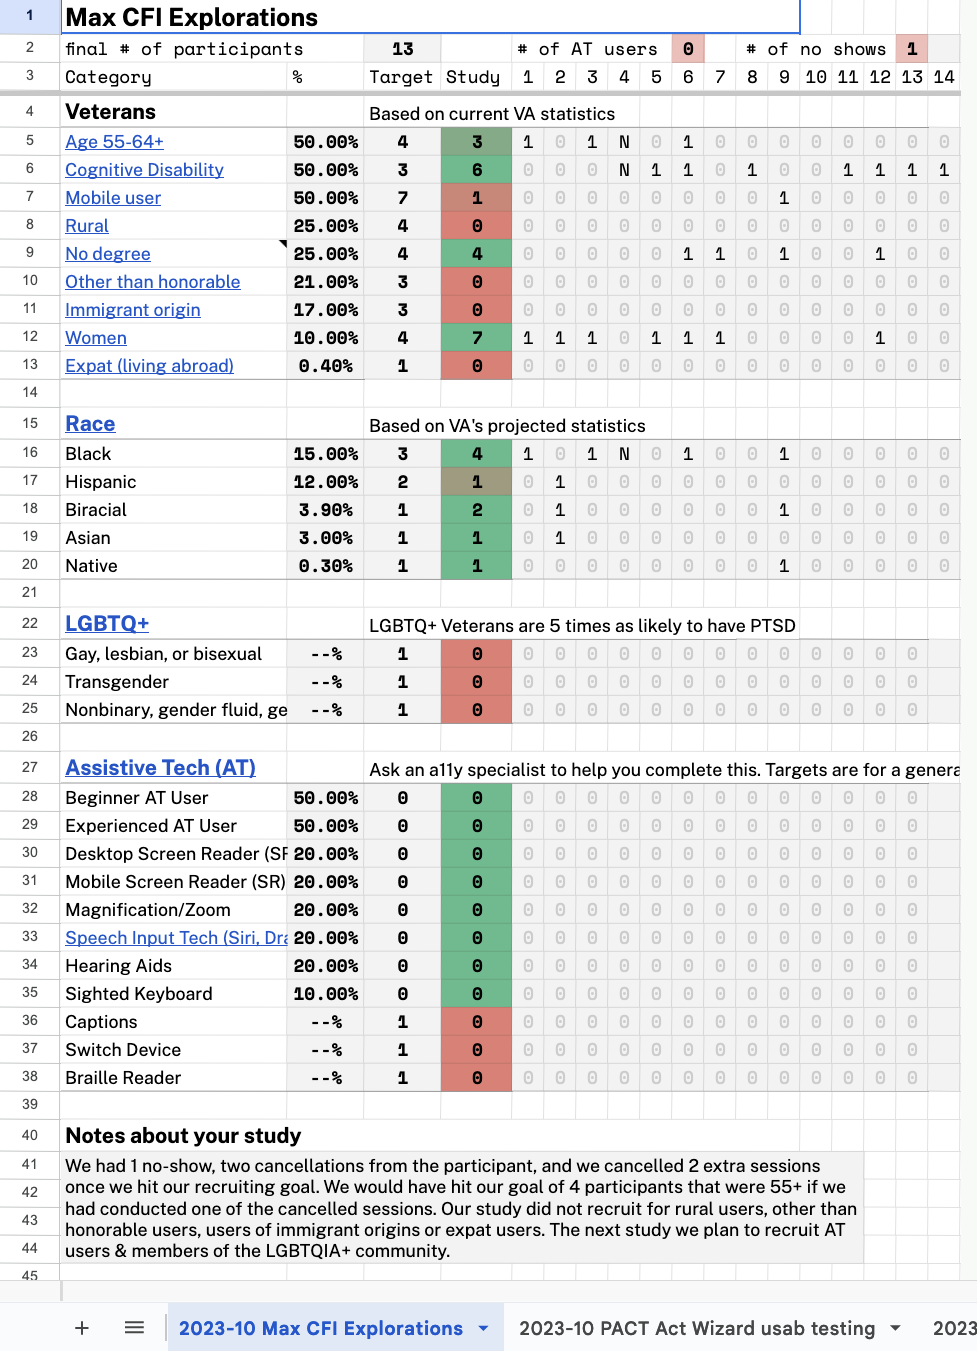 1 Max CFI Explorations
2 final # of participants 13 # of AT users 0 # of no shows 1
3 Category % Target Study 1 2 3 4 5 6 7 8 9 10 11 12 13 14
4 Veterans Based on current VA statistics
5 Age 55-64+ 50.00% 4 3 1 0 1 N 0 1 0 0 0 0 0 0 0 0
6 Cognitive Disability 50.00% 3 6 0 0 0 N 1 1 0 1 0 0 1 1 1 1
7 Mobile user 50.00% 7 1 0 0 0 0 0 0 0 0 1 0 0 0 0 0
8 Rural 25.00% 4 0 0 0 0 0 0 0 0 0 0 0 0 0 0 0
9 No degree 25.00% 4 4 0 0 0 0 0 1 1 0 1 0 0 1 0 0
10 Other than honorable 21.00% 3 0 0 0 0 0 0 0 0 0 0 0 0 0 0 0
11 Immigrant origin 17.00% 3 0 0 0 0 0 0 0 0 0 0 0 0 0 0 0
12 Women 10.00% 4 7 1 1 1 0 1 1 1 0 0 0 0 1 0 0
13 Expat (living abroad) 0.40% 1 0 0 0 0 0 0 0 0 0 0 0 0 0 0 0
14
15 Race Based on VA's projected statistics
16 Black 15.00% 3 4 1 0 1 N 0 1 0 0 1 0 0 0 0 0
17 Hispanic 12.00% 2 1 0 1 0 0 0 0 0 0 0 0 0 0 0 0
18 Biracial 3.90% 1 2 0 1 0 0 0 0 0 0 1 0 0 0 0 0
19 Asian 3.00% 1 1 0 1 0 0 0 0 0 0 0 0 0 0 0 0
20 Native 0.30% 1 1 0 0 0 0 0 0 0 0 1 0 0 0 0 0
21
22 LGBTQ+ LGBTQ+ Veterans are 5 times as likely to have PTSD
23 Gay, lesbian, or bisexual --% 1 0 0 0 0 0 0 0 0 0 0 0 0 0 0
24 Transgender --% 1 0 0 0 0 0 0 0 0 0 0 0 0 0 0
25 Nonbinary, gender fluid, ge --% 1 0 0 0 0 0 0 0 0 0 0 0 0 0 0
26
27 Assistive Tech (AT) Ask an a11y specialist to help you complete this. Targets are for a genera
28 Beginner AT User 50.00% 0 0 0 0 0 0 0 0 0 0 0 0 0 0 0
29 Experienced AT User 50.00% 0 0 0 0 0 0 0 0 0 0 0 0 0 0 0
30 Desktop Screen Reader (SR 20.00% 0 0 0 0 0 0 0 0 0 0 0 0 0 0 0
31 Mobile Screen Reader (SR) 20.00% 0 0 0 0 0 0 0 0 0 0 0 0 0 0 0
32 Magnification/Zoom 20.00% 0 0 0 0 0 0 0 0 0 0 0 0 0 0 0
33 Speech Input Tech (Siri, Dra 20.00% 0 0 0 0 0 0 0 0 0 0 0 0 0 0 0
34 Hearing Aids 20.00% 0 0 0 0 0 0 0 0 0 0 0 0 0 0 0
35 Sighted Keyboard 10.00% 0 0 0 0 0 0 0 0 0 0 0 0 0 0 0
36 Captions --% 1 0 0 0 0 0 0 0 0 0 0 0 0 0 0
37 Switch Device --% 1 0 0 0 0 0 0 0 0 0 0 0 0 0 0
38 Braille Reader --% 1 0 0 0 0 0 0 0 0 0 0 0 0 0 0
39
40 Notes about your study
41 We had 1 no-show, two cancellations from the participant, and we cancelled 2 extra sessions
42 once we hit our recruiting goal. We would have hit our goal of 4 participants that were 55+ if we
43 had conducted one of the cancelled sessions. Our study did not recruit for rural users, other than
honorable users, users of immigrant origins or expat users. The next study we plan to recruit AT
44 users & members of the LGBTQIA+ community.
45
2023-10 Max CFI Explorations 2023-10 PACT Act Wizard usab testing 2023